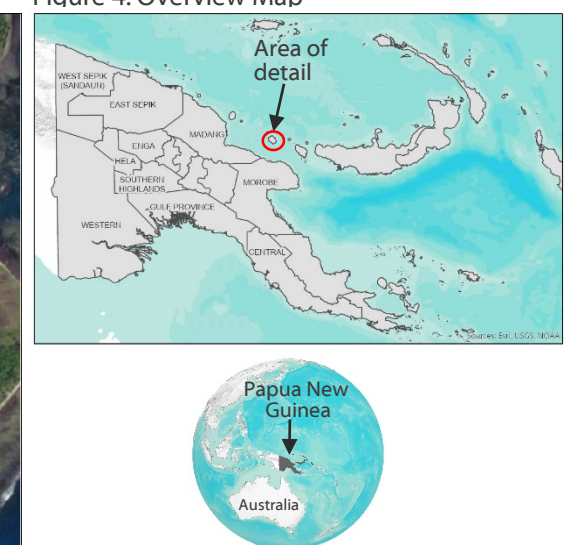 Figure 4. Overview Map
Area of
detail
WEST SEPIK
(SANDAUN)
EAST SEPIK
MADANG
ENGA
HELA
SOUTHERN
HIGHLANDS
MOROBE
GULF PROVINCE
WESTERN
CENTRAL
Sources: Esri, USGS, NOAA
Papua New
Guinea
Australia